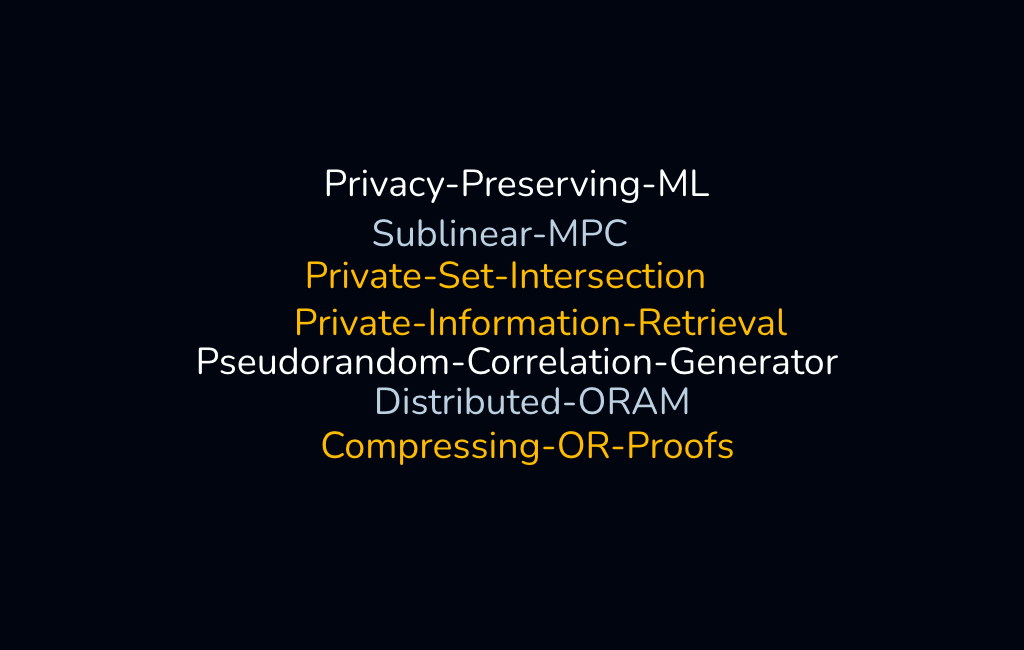 Privacy-Preserving-ML
Sublinear-MPC
Private-Set-Intersection
Private-Information-Retrieval
Pseudorandom-Correlation-Generator
Distributed-ORAM
Compressing-OR-Proofs